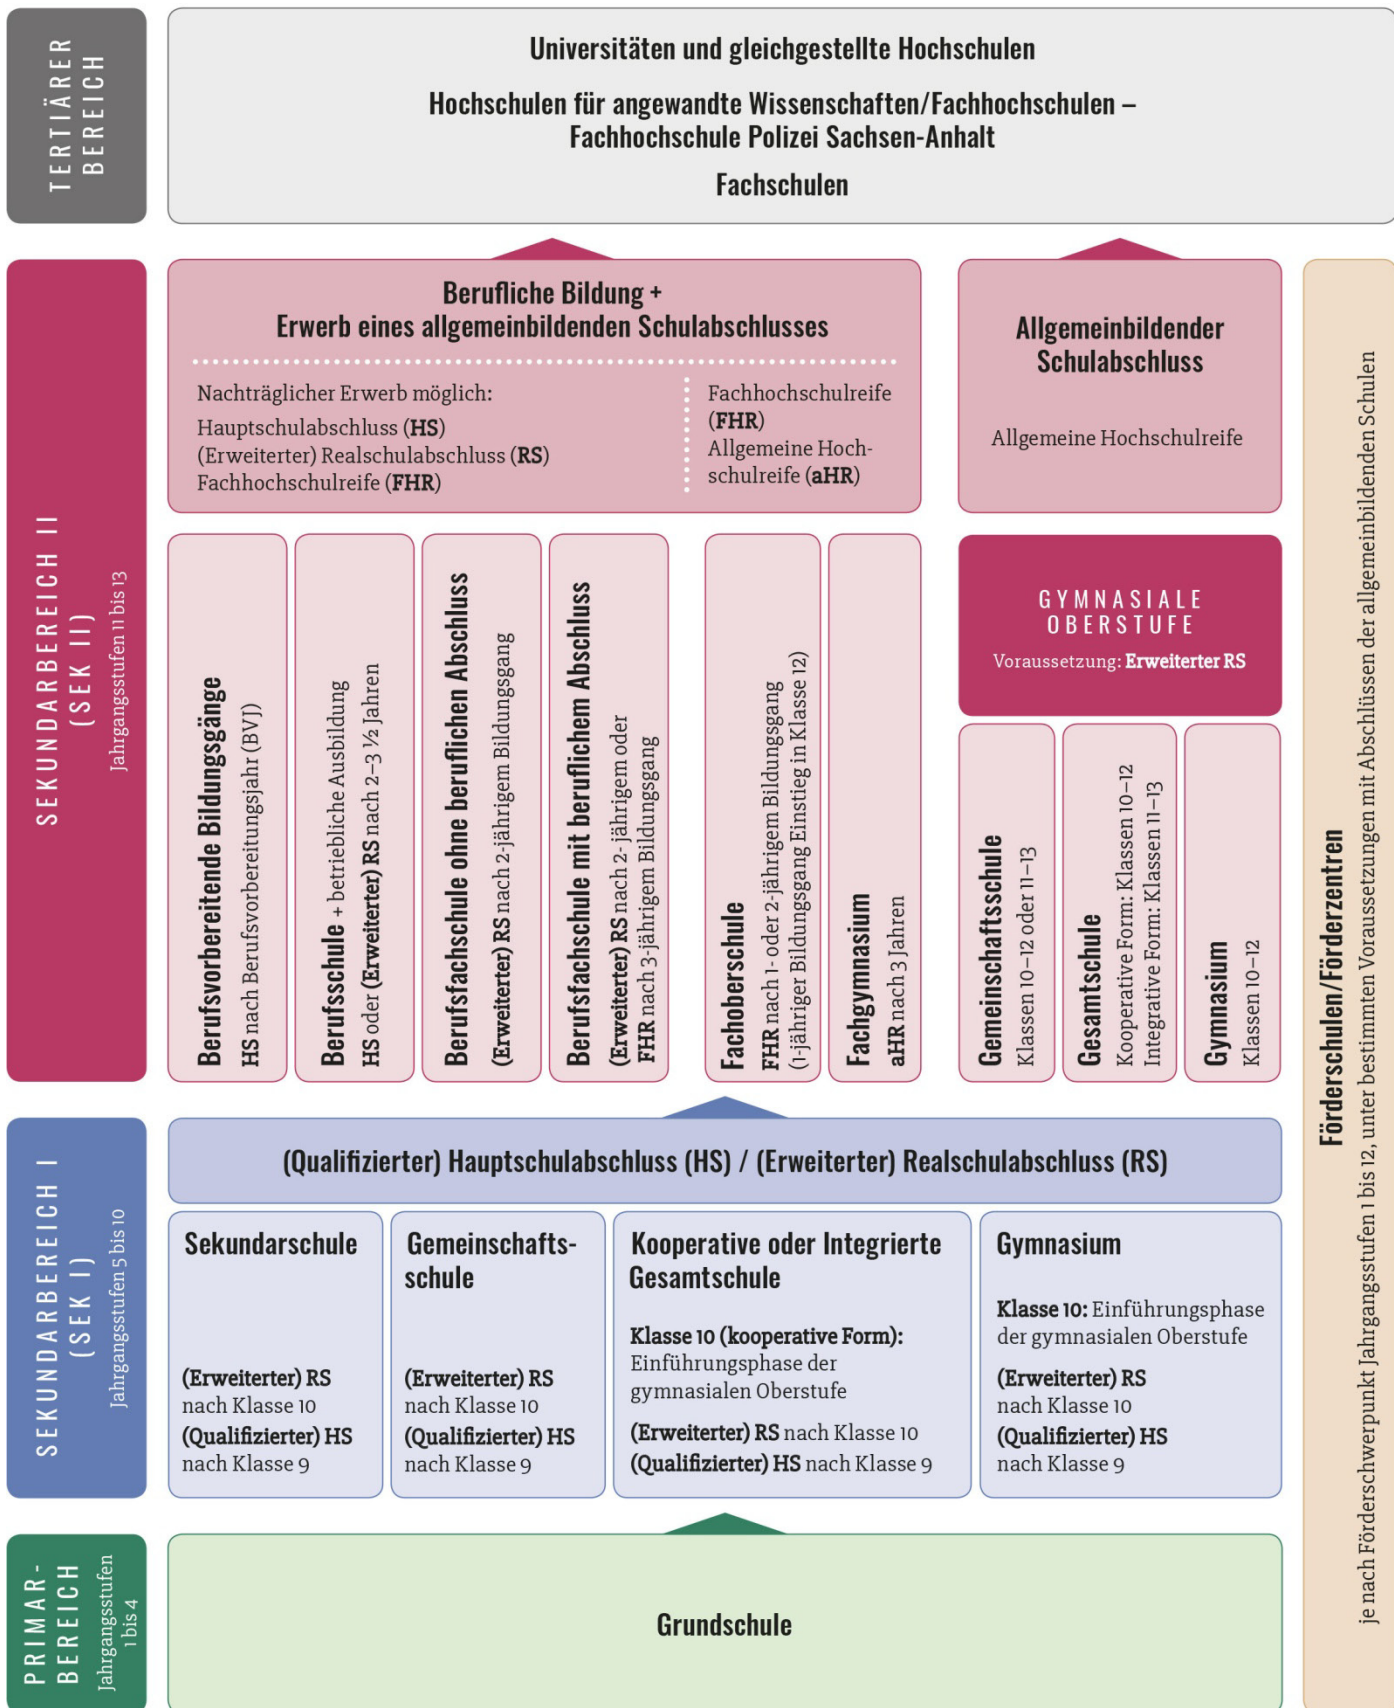 TERTIÄRER
BEREICH
Universitäten und gleichgestellte Hochschulen
Hochschulen für angewandte Wissenschaften/Fachhochschulen –
Fachhochschule Polizei Sachsen-Anhalt
Fachschulen
SEKUNDARBEREICH II
(SEK II)
Jahrgangsstufen 11 bis 13
Berufliche Bildung +
Erwerb eines allgemeinbildenden Schulabschlusses
Nachträglicher Erwerb möglich:
Hauptschulabschluss (HS)
(Erweiterter) Realschulabschluss (RS)
Fachhochschulreife (FHR)
Fachhochschulreife
(FHR)
Allgemeine Hoch-
schulreife (aHR)
Allgemeinbildender
Schulabschluss
Allgemeine Hochschulreife
Berufsvorbereitende Bildungsgänge
HS nach Berufsvorbereitungsjahr (BVJ)
Berufsschule + betriebliche Ausbildung
HS oder (Erweiterter) RS nach 2–3 ½ Jahren
Berufsfachschule ohne beruflichen Abschluss
(Erweiterter) RS nach 2-jährigem Bildungsgang
Berufsfachschule mit beruflichem Abschluss
(Erweiterter) RS nach 2- jährigem oder
FHR nach 3-jährigem Bildungsgang
Fachoberschule
FHR nach 1- oder 2-jährigem Bildungsgang
(1-jähriger Bildungsgang Einstieg in Klasse 12)
Fachgymnasium
aHR nach 3 Jahren
GYMNASIALE
OBERSTUFE
Voraussetzung: Erweiterter RS
Gemeinschaftsschule
Klassen 10–12 oder 11–13
Gesamtschule
Kooperative Form: Klassen 10–12
Integrative Form: Klassen 11–13
Gymnasium
Klassen 10–12
Förderschulen/Förderzentren
je nach Förderschwerpunkt Jahrgangsstufen 1 bis 12, unter bestimmten Voraussetzungen mit Abschlüssen der allgemeinbildenden Schulen
SEKUNDARBEREICH I
(SEK I)
Jahrgangsstufen 5 bis 10
(Qualifizierter) Hauptschulabschluss (HS) / (Erweiterter) Realschulabschluss (RS)
Sekundarschule
(Erweiterter) RS
nach Klasse 10
(Qualifizierter) HS
nach Klasse 9
Gemeinschafts-
schule
(Erweiterter) RS
nach Klasse 10
(Qualifizierter) HS
nach Klasse 9
Kooperative oder Integrierte
Gesamtschule
Klasse 10 (kooperative Form):
Einführungsphase der
gymnasialen Oberstufe
(Erweiterter) RS nach Klasse 10
(Qualifizierter) HS nach Klasse 9
Gymnasium
Klasse 10: Einführungsphase
der gymnasialen Oberstufe
(Erweiterter) RS
nach Klasse 10
(Qualifizierter) HS
nach Klasse 9
PRIMAR-
BEREICH
Jahrgangsstufen
1 bis 4
Grundschule